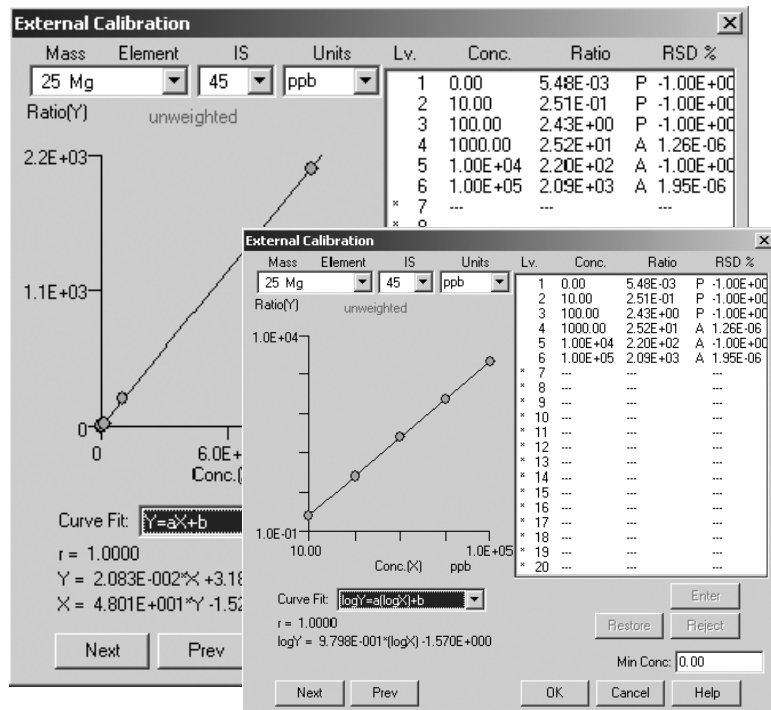 External Calibration
Mass Element IS Units Lv. Conc. Ratio RSD %
25 Mg 45 ppb
1 0.00 5.48E-03 P -1.00E+00
2 10.00 2.51E-01 P -1.00E+00
3 100.00 2.43E+00 P -1.00E+00
4 1000.00 2.52E+01 A 1.26E-06
5 1.00E+04 2.20E+02 A -1.00E+00
6 1.00E+05 2.09E+03 A 1.95E-06
* 7 --- --- ---
Ratio(Y) unweighted
2.2E+03
1.1E+03
0
0 6.0E+
Conc.(
Curve Fit: Y=aX+b
r = 1.0000
Y = 2.083E-002*X +3.18
X = 4.801E+001*Y -1.52
Next Prev
External Calibration
Mass Element IS Units Lv. Conc. Ratio RSD %
25 Mg 45 ppb
1 0.00 5.48E-03 P -1.00E+00
2 10.00 2.51E-01 P -1.00E+00
3 100.00 2.43E+00 P -1.00E+00
4 1000.00 2.52E+01 A 1.26E-06
5 1.00E+04 2.20E+02 A -1.00E+00
6 1.00E+05 2.09E+03 A 1.95E-06
* 7 --- --- ---
* 8 --- --- ---
* 9 --- --- ---
* 10 --- --- ---
* 11 --- --- ---
* 12 --- --- ---
* 13 --- --- ---
* 14 --- --- ---
* 15 --- --- ---
* 16 --- --- ---
* 17 --- --- ---
* 18 --- --- ---
* 19 --- --- ---
* 20 --- --- ---
Ratio(Y) unweighted
1.0E+04
1.0E-01
10.00 1.0E+05
Conc.(X) ppb
Curve Fit: logY=a(logX)+b
r = 1.0000
logY = 9.798E-001*(logX) -1.570E+000
Enter
Restore Reject
Min Conc: 0.00
Next Prev OK Cancel Help